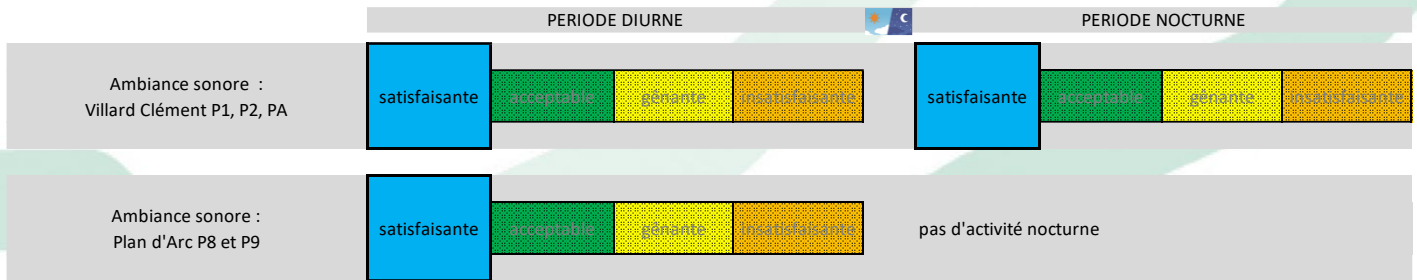 PERIODE DIURNE PERIODE NOCTURNE
Ambiance sonore :
Villard Clément P1, P2, PA
satisfaisante acceptable gênante insatisfaisante satisfaisante acceptable gênante insatisfaisante
Ambiance sonore :
Plan d'Arc P8 et P9
satisfaisante acceptable gênante insatisfaisante pas d'activité nocturne